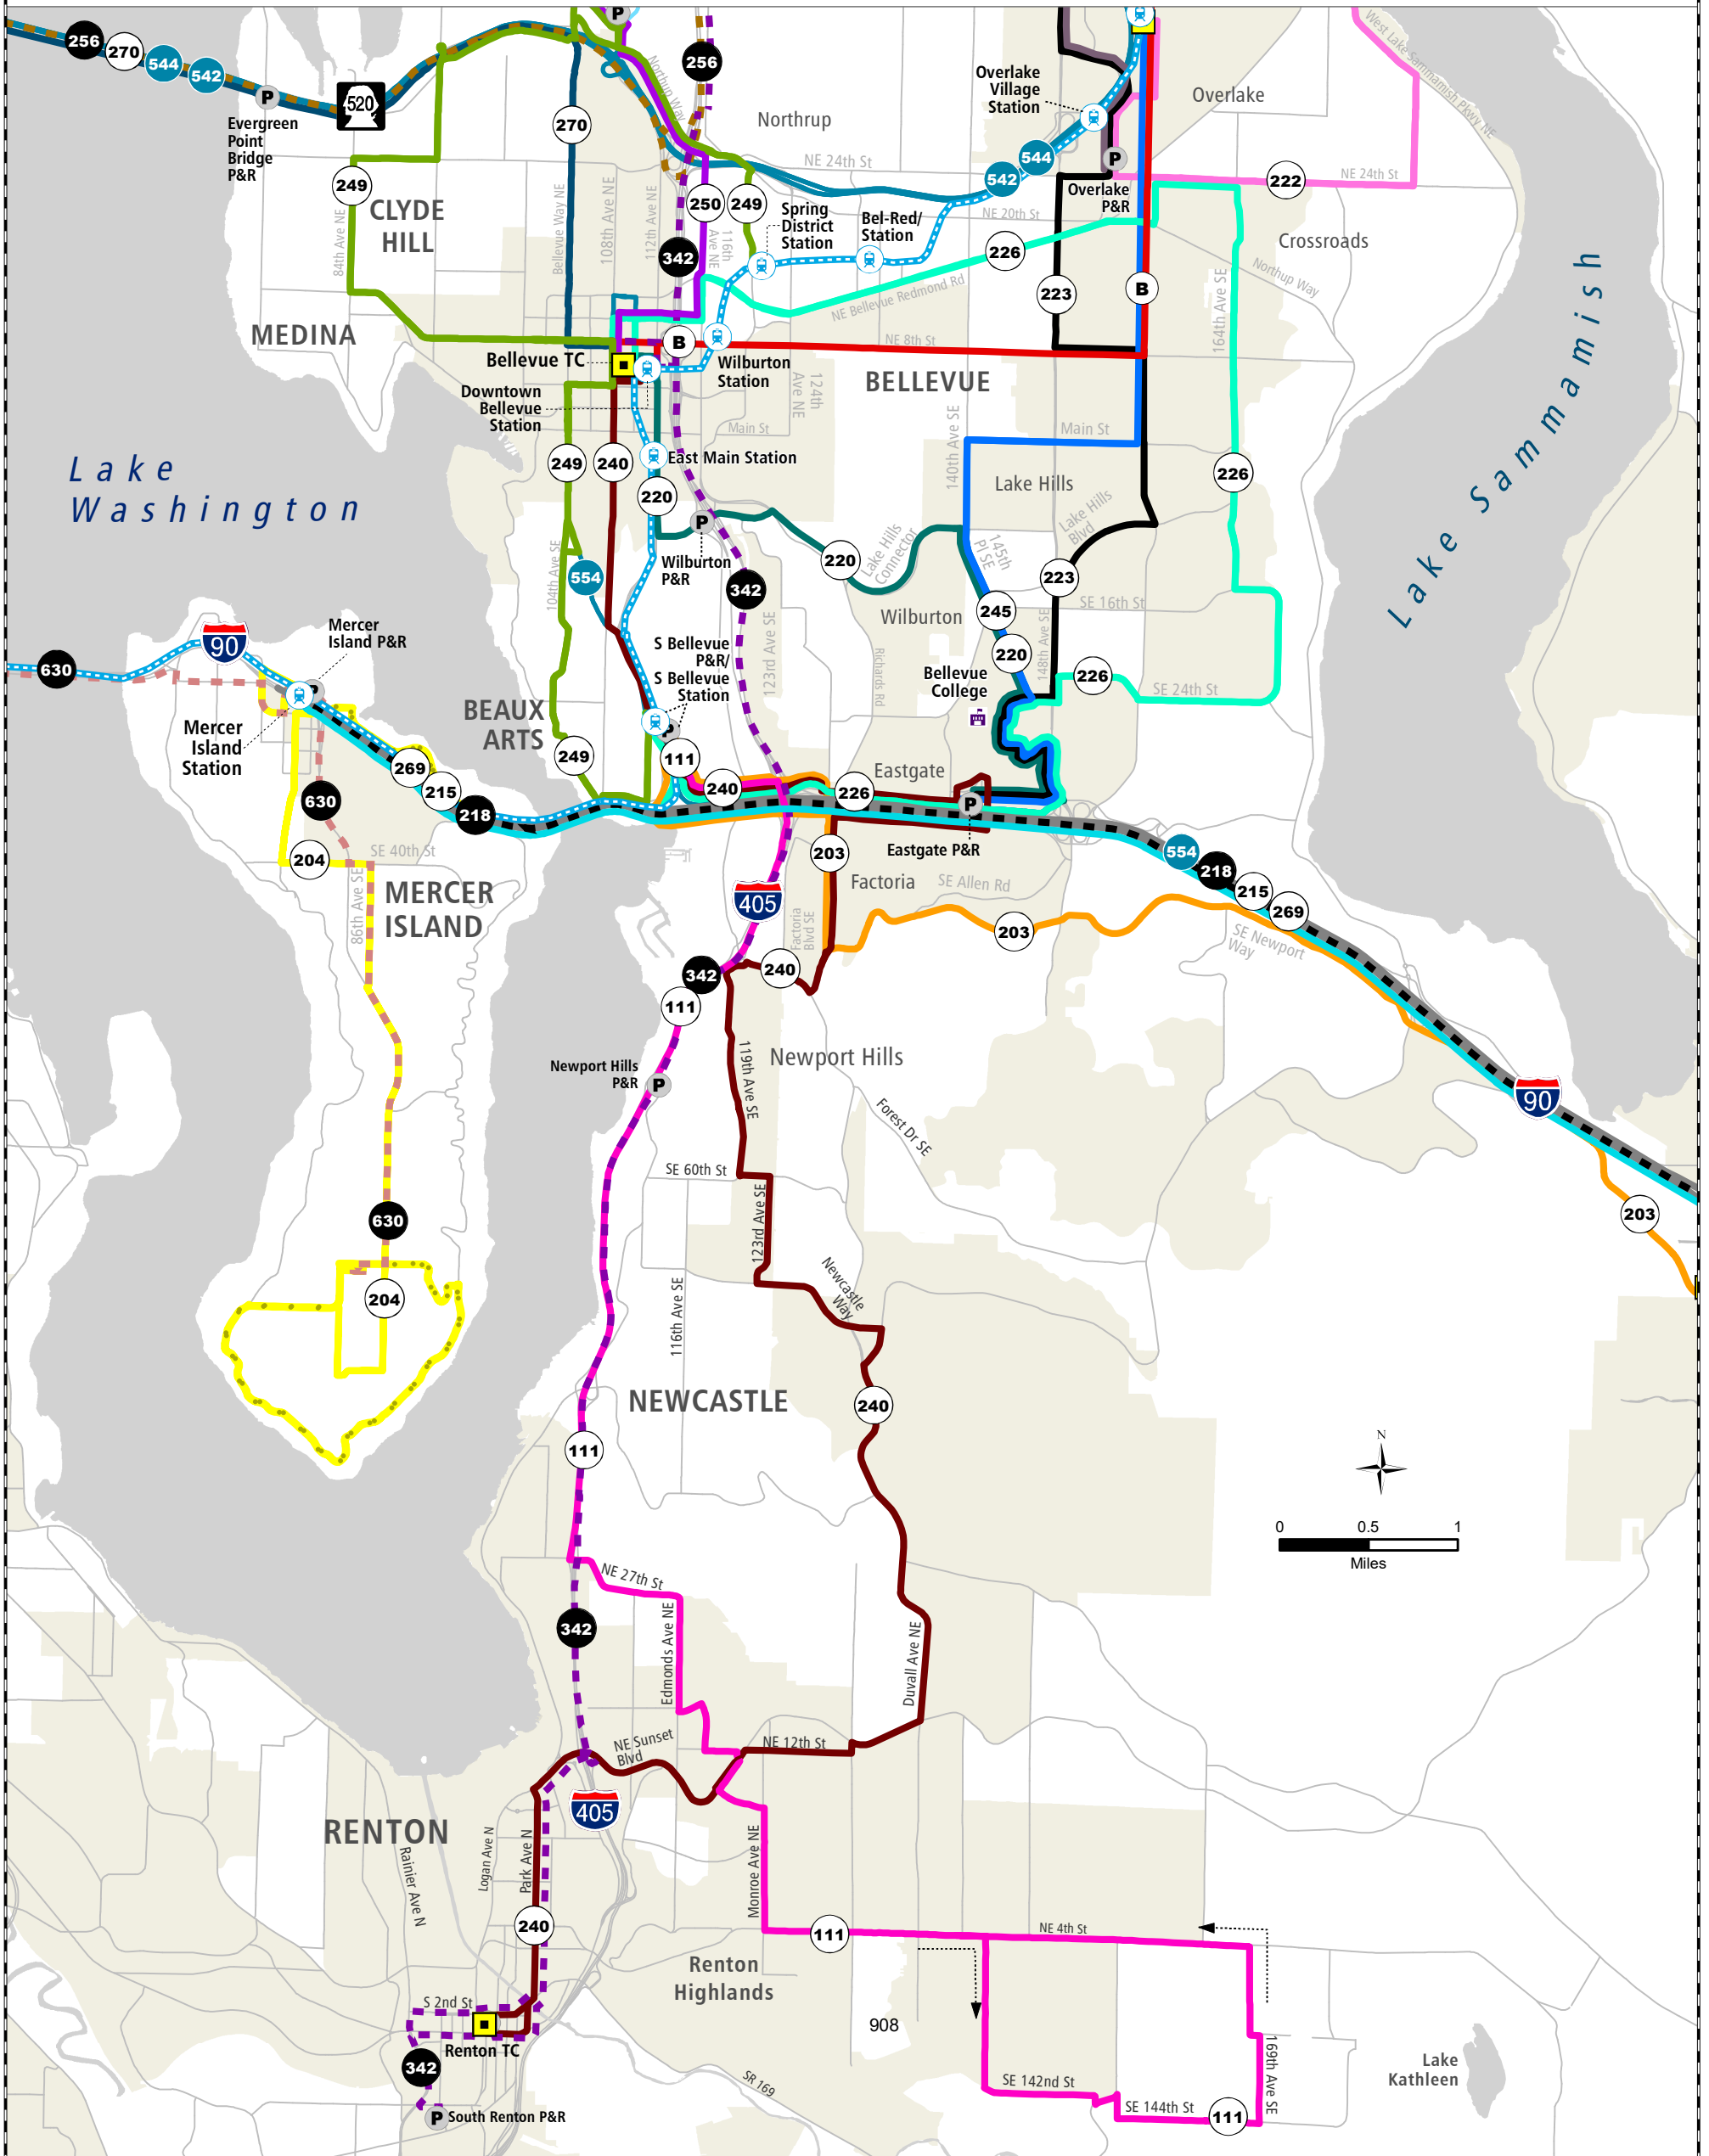 256
270
544
542
P
520
Evergreen
Point
Bridge
P&R
249
84th Ave NE
CLYDE
HILL
MEDINA
P
256
Northup Way
270
Bellevue Way NE
108th Ave NE
112th Ave NE
116th
Ave NE
250
249
342
Northrup
NE 24th St
542
544
NE 20th St
Spring
District
Station
Bel-Red/
Station
226
NE Bellevue Redmond Rd
NE 8th St
Overlake
Village
Station
Overlake
P
Overlake
P&R
222
NE 24th St
West Lake Sammamish Pkwy NE
Crossroads
Northup Way
164th Ave SE
223
B
B
Bellevue TC
Wilburton
Station
Downtown
Bellevue
Station
BELLEVUE
124th
Ave NE
Main St
Main St
140th Ave SE
249
240
East Main Station
220
Lake Hills
Lake Hills
Blvd
226
Lake
Washington
Lake Sammamish
P
Wilburton
P&R
220
Lake Hills
Connector
145th
Pl SE
554
104th Ave SE
342
223
SE 16th St
Wilburton
245
220
148th Ave SE
123rd Ave SE
Richards Rd
Bellevue
College
226
SE 24th St
630
90
Mercer
Island P&R
P
Mercer
Island
Station
S Bellevue
P&R/
S Bellevue
Station
P
BEAUX
ARTS
249
111
240
226
Eastgate
P
Eastgate P&R
269
215
218
630
204
SE 40th St
86th Ave SE
MERCER
ISLAND
203
Factoria
SE Allen Rd
405
Factoria
Blvd SE
203
554
218
215
269
SE Newport
Way
342
240
111
Newport Hills
P&R
P
Newport Hills
119th Ave SE
Forest Dr SE
90
203
SE 60th St
123rd Ave SE
630
204
116th Ave SE
Newcastle
Way
NEWCASTLE
240
111
N
0 0.5 1
Miles
NE 27th St
342
Edmonds Ave NE
Duvall Ave NE
NE Sunset
Blvd
NE 12th St
405
RENTON
Rainier Ave N
Logan Ave N
Park Ave N
Monroe Ave NE
240
111
NE 4th St
Renton
Highlands
908
S 2nd St
Renton TC
342
P
South Renton P&R
SR 169
SE 142nd St
SE 144th St
111
169th Ave SE
Lake
Kathleen